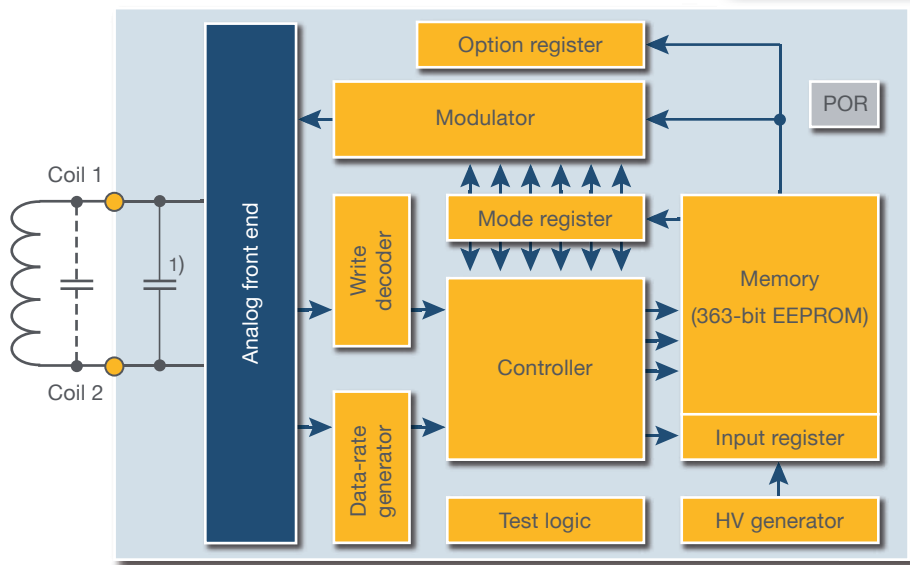 Option register
Modulator
POR
Coil 1
Mode register
1)
Analog front end
Write
decoder
Memory
(363-bit EEPROM)
Controller
Coil 2
Data-rate
generator
Input register
Test logic
HV generator